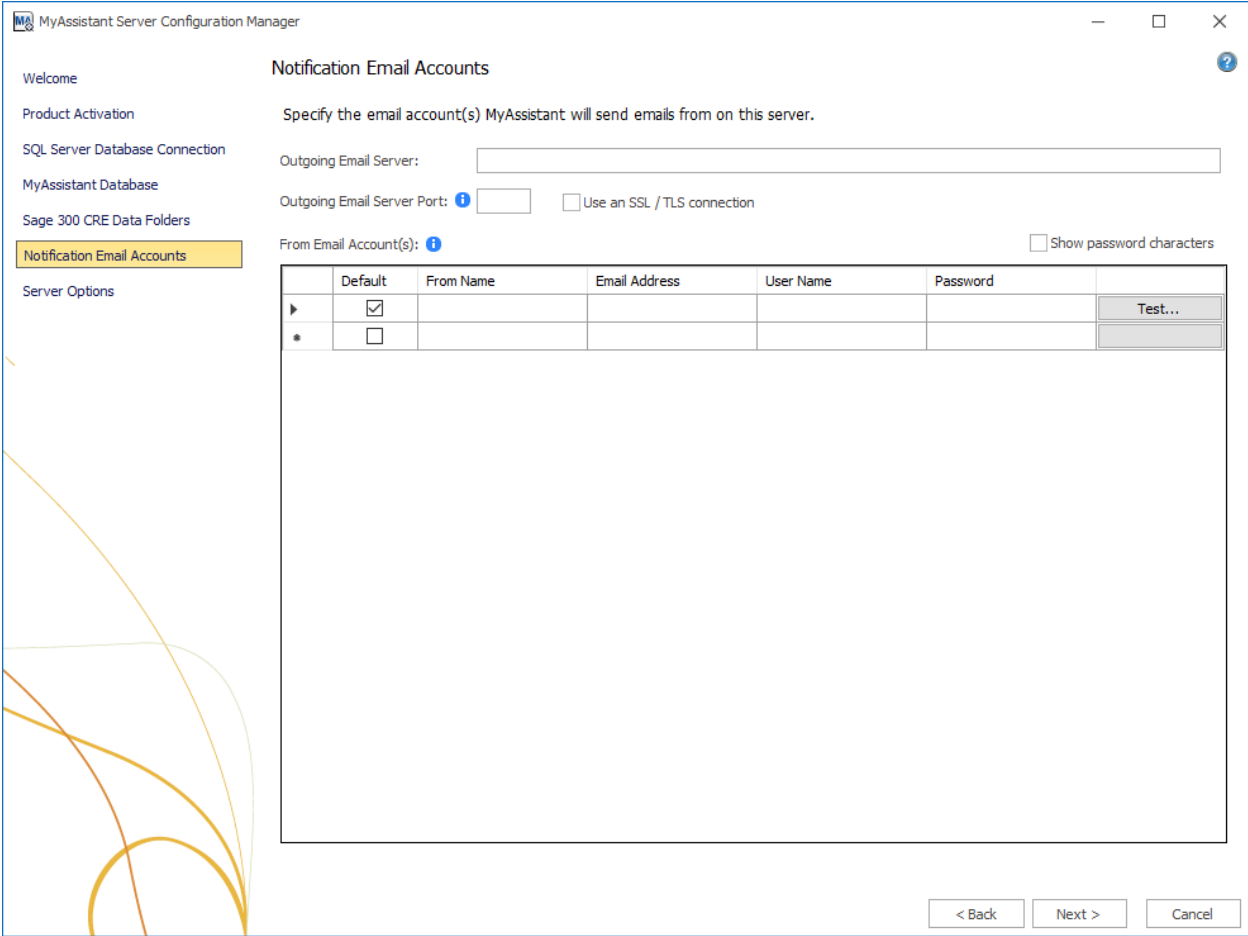 MyAssistant Server Configuration Manager
Welcome
Product Activation
SQL Server Database Connection
MyAssistant Database
Sage 300 CRE Data Folders
Notification Email Accounts
Server Options
Notification Email Accounts
Specify the email account(s) MyAssistant will send emails from on this server.
Outgoing Email Server:
Outgoing Email Server Port:
Use an SSL / TLS connection
From Email Account(s):
Show password characters
Default From Name Email Address User Name Password
Test...
< Back Next > Cancel